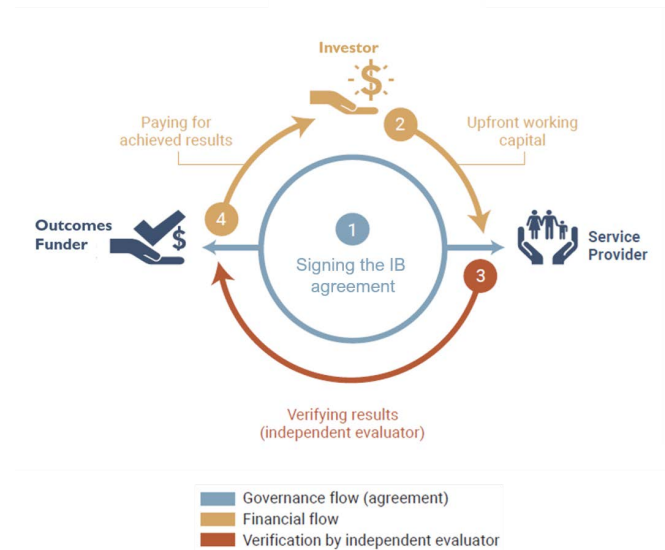 Investor
$
2
Paying for
achieved results
Upfront working
capital
4
1
Outcomes
Funder
$
Signing the IB
agreement
Service
Provider
3
Verifying results
(independent evaluator)
Governance flow (agreement)
Financial flow
Verification by independent evaluator